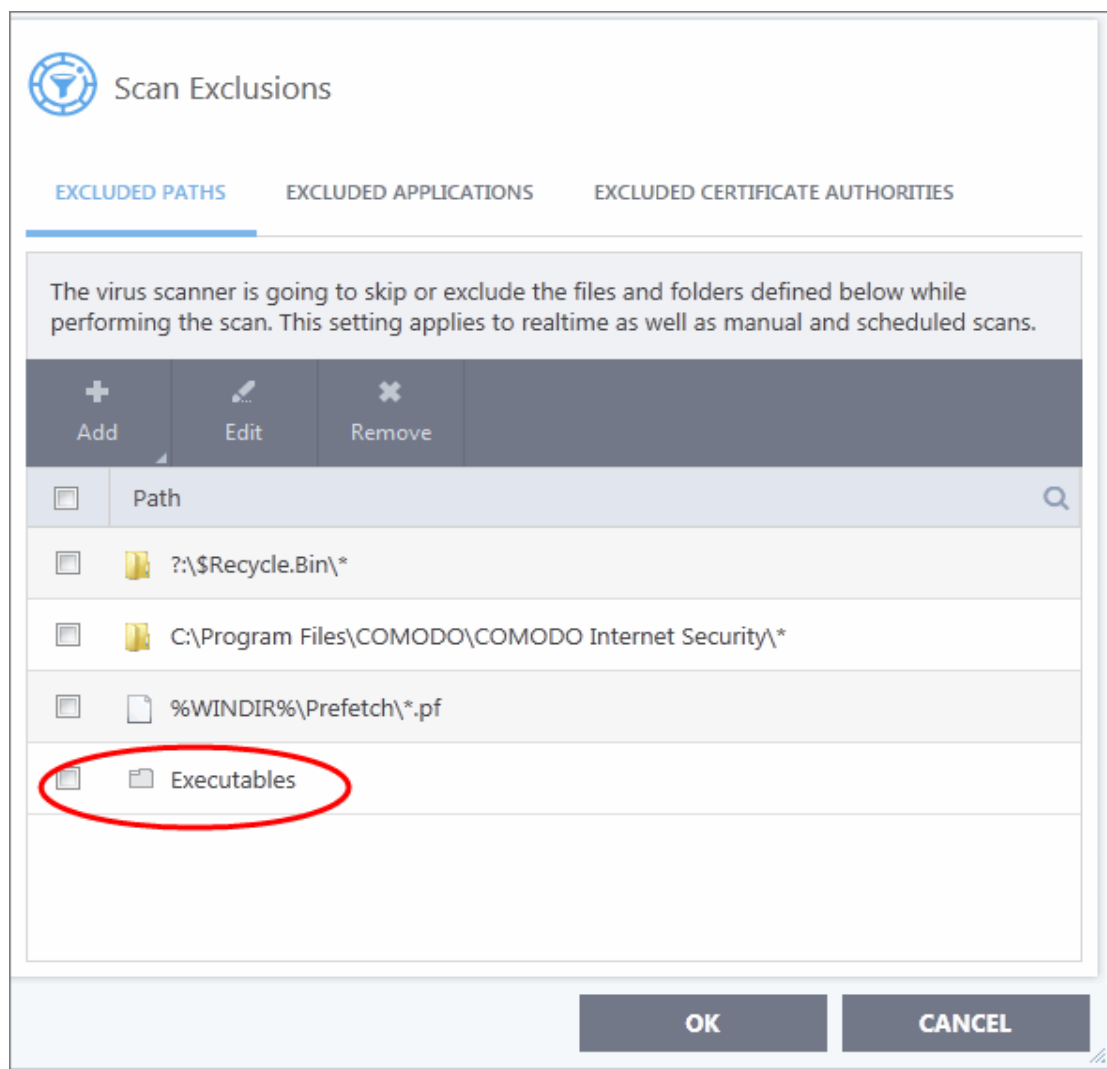 Scan Exclusions
EXCLUDED PATHS EXCLUDED APPLICATIONS EXCLUDED CERTIFICATE AUTHORITIES
The virus scanner is going to skip or exclude the files and folders defined below while
performing the scan. This setting applies to realtime as well as manual and scheduled scans.
Add Edit Remove
Path
?:\$Recycle.Bin\*
C:\Program Files\COMODO\COMODO Internet Security\*
%WINDIR%\Prefetch\*.pf
Executables
OK CANCEL